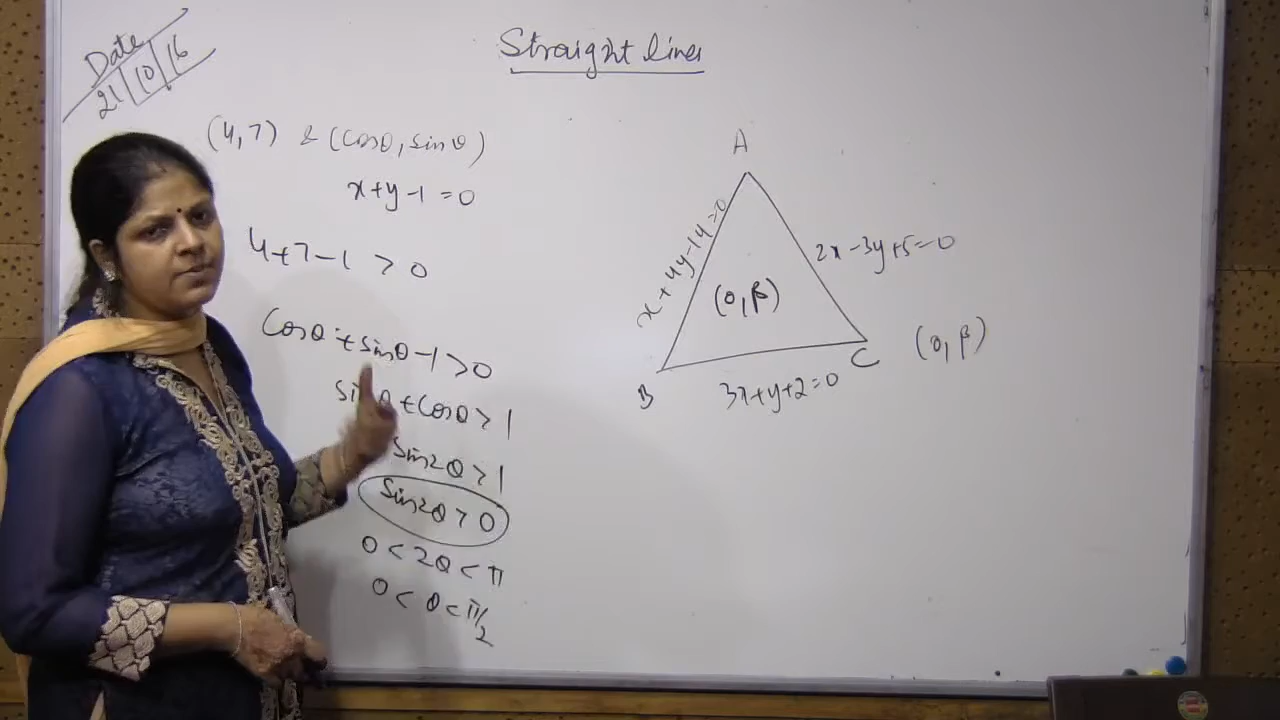 Date
21/10/16
Straight lines
(4,7) & (cosθ, sinθ)
x+y-1=0
4+7-1 > 0
cosθ + sinθ -1 > 0
θ + cosθ > 1
sin2θ > 1
sin2θ > 0
0 < 2θ < π
0 < θ < π/2
A
x+4y-14=0
2x-3y+5=0
(0,β)
B
C
3x+y+2=0
(0,β)